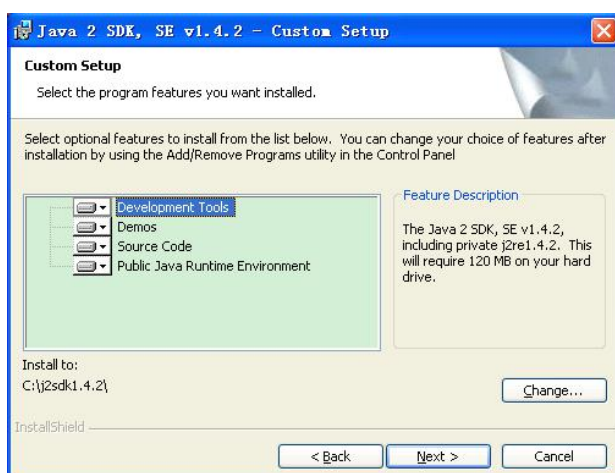 Java 2 SDK, SE v1.4.2 - Custom Setup
Custom Setup
Select the program features you want installed.
Select optional features to install from the list below.  You can change your choice of features after
installation by using the Add/Remove Programs utility in the Control Panel
Development Tools
Demos
Source Code
Public Java Runtime Environment
Feature Description
The Java 2 SDK, SE v1.4.2,
including private j2re1.4.2.  This
will require 120 MB on your hard
drive.
Install to:
C:\j2sdk1.4.2\
Change...
InstallShield
< Back
Next >
Cancel